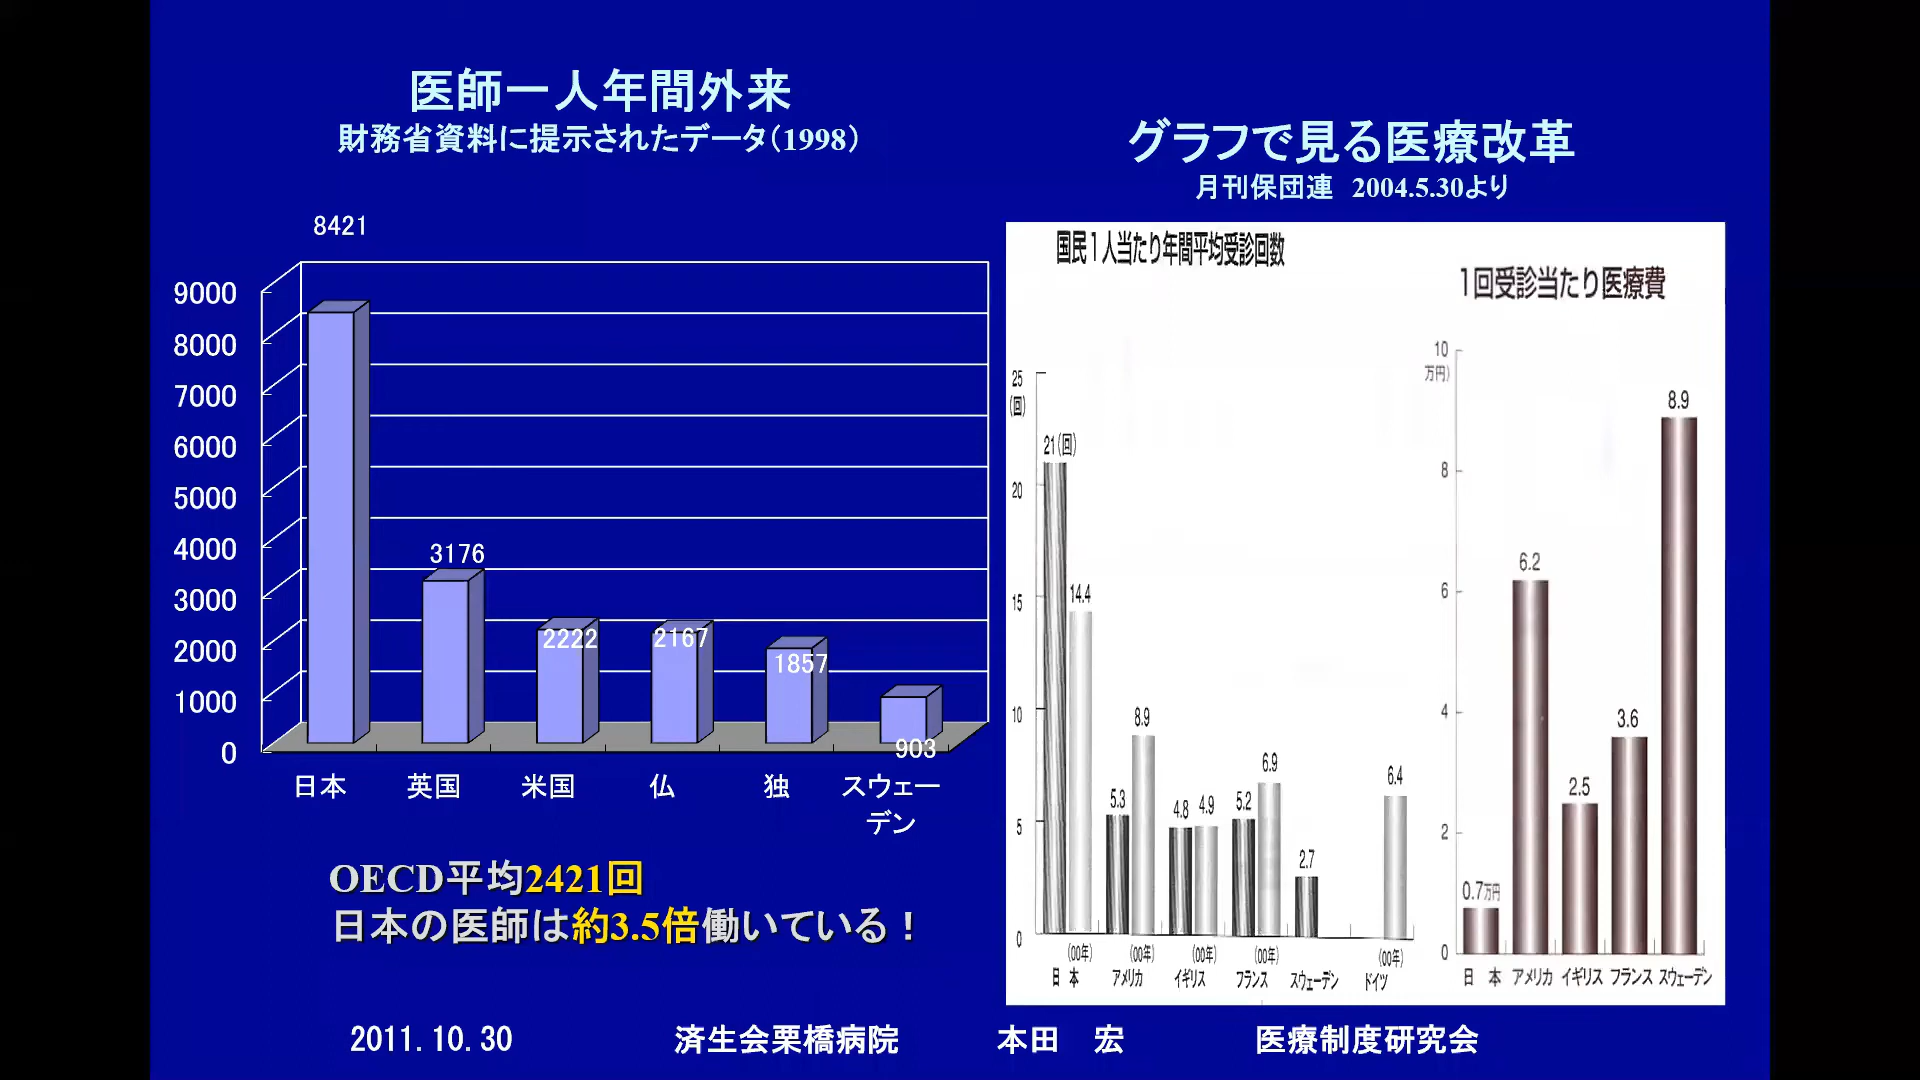 医師一人年間外来
財務省資料に提示されたデータ(1998)
8421
9000
8000
7000
6000
5000
4000
3000
2000
1000
0
3176
2222
2167
1857
903
日本
英国
米国
仏
独
スウェー
デン
OECD平均2421回
日本の医師は約3.5倍働いている！
グラフで見る医療改革
月刊保団連 2004.5.30より
国民1人当たり年間平均受診回数
25
(回)
20
15
10
5
0
21(回)
14.4
5.3
8.9
4.8
4.9
5.2
6.9
2.7
6.4
(00年)
(00年)
(00年)
(00年)
(00年)
日本
アメリカ
イギリス
フランス
スウェーデン
ドイツ
1回受診当たり医療費
10
万円)
8
6
4
2
0
0.7万円
6.2
2.5
3.6
8.9
日本
アメリカ
イギリス
フランス
スウェーデン
2011.10.30 済生会栗橋病院 本田 宏 医療制度研究会